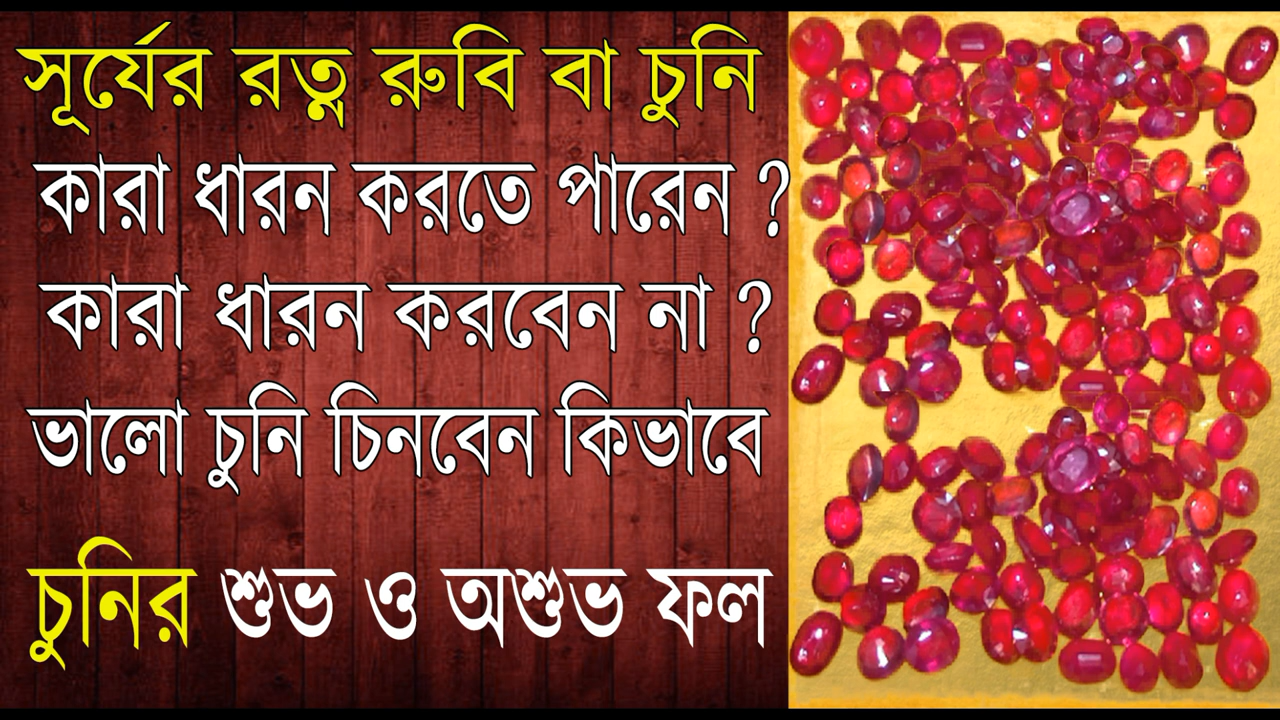 সূর্যের রত্ন রুবি বা চুনি
কারা ধারন করতে পারেন ?
কারা ধারন করবেন না ?
ভালো চুনি চিনবেন কিভাবে
চুনির শুভ ও অশুভ ফল